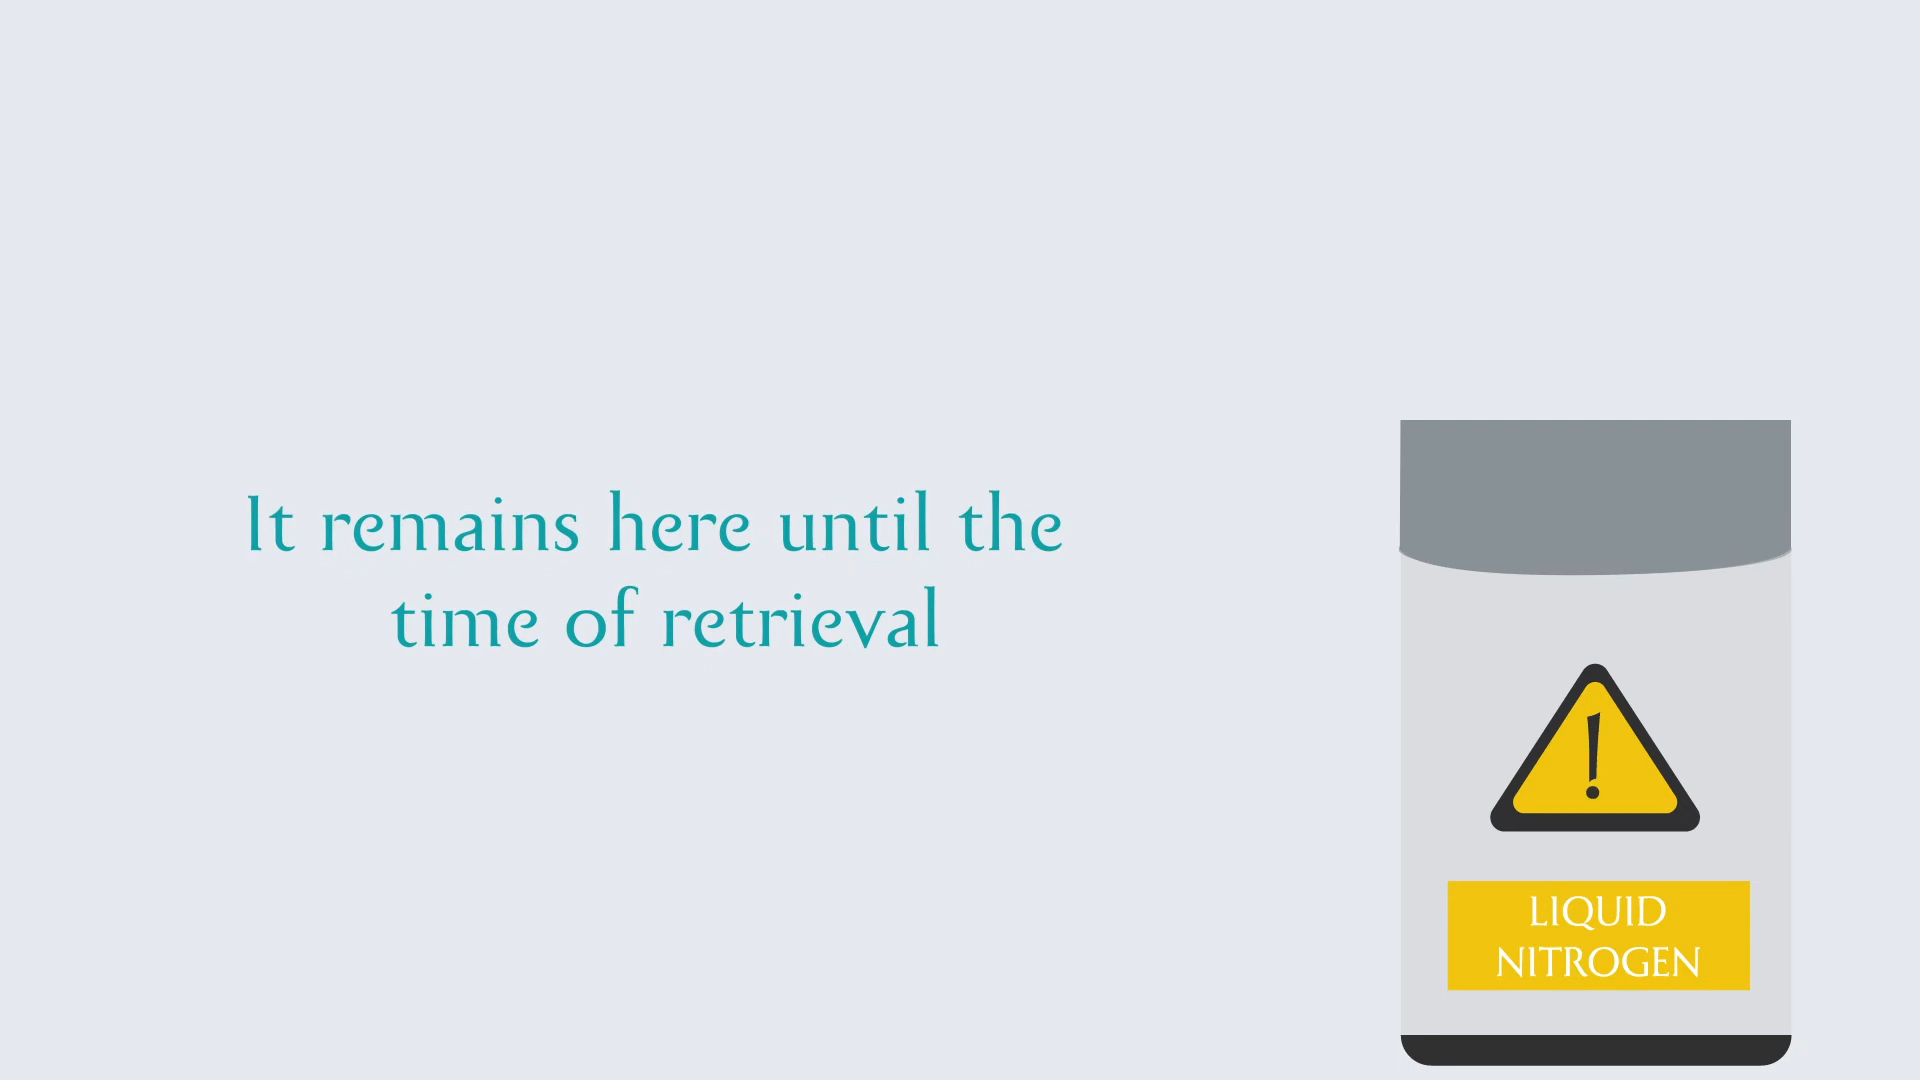 It remains here until the
time of retrieval
!
LIQUID
NITROGEN